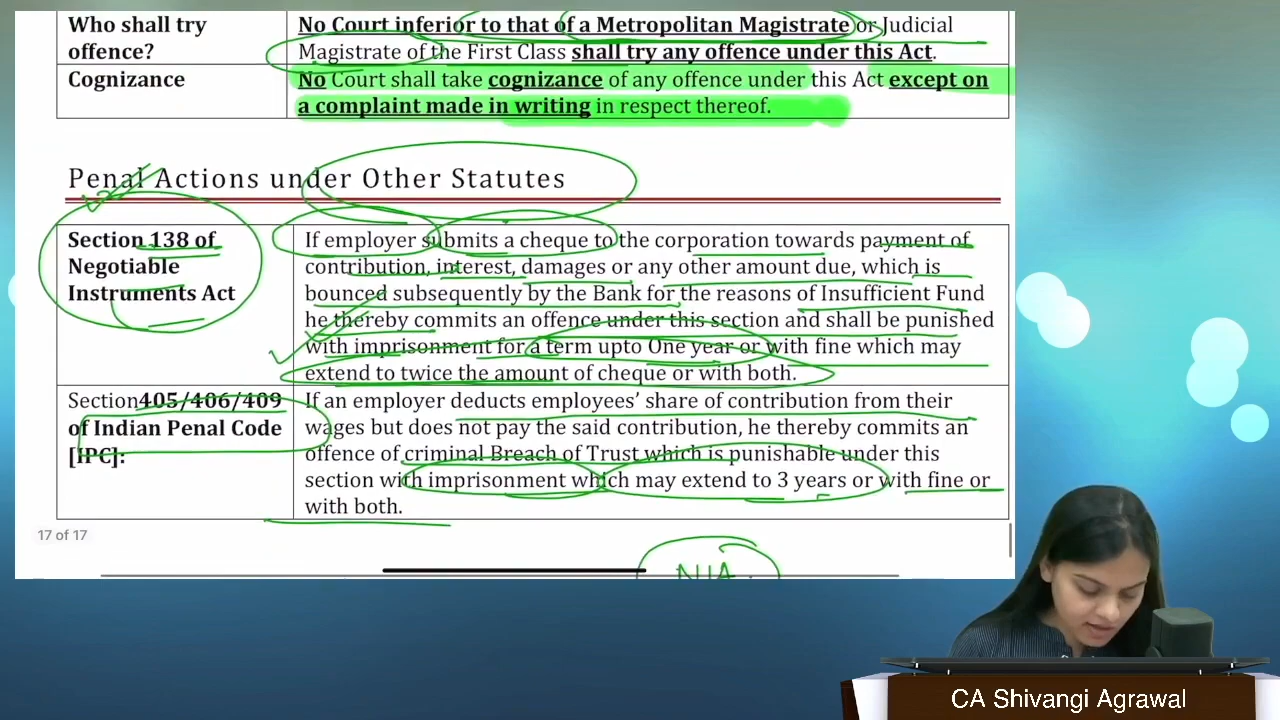 Who shall try No Court inferior to that of a Metropolitan Magistrate or Judicial
offence? Magistrate of the First Class shall try any offence under this Act.
Cognizance No Court shall take cognizance of any offence under this Act except on
a complaint made in writing in respect thereof.
Penal Actions under Other Statutes
Section 138 of If employer submits a cheque to the corporation towards payment of
Negotiable contribution, interest, damages or any other amount due, which is
Instruments Act bounced subsequently by the Bank for the reasons of Insufficient Fund
he thereby commits an offence under this section and shall be punished
with imprisonment for a term upto One year or with fine which may
extend to twice the amount of cheque or with both.
Section405/406/409 If an employer deducts employees’ share of contribution from their
of Indian Penal Code wages but does not pay the said contribution, he thereby commits an
[IPC]: offence of criminal Breach of Trust which is punishable under this
section with imprisonment which may extend to 3 years or with fine or
with both.
17 of 17
CA Shivangi Agrawal